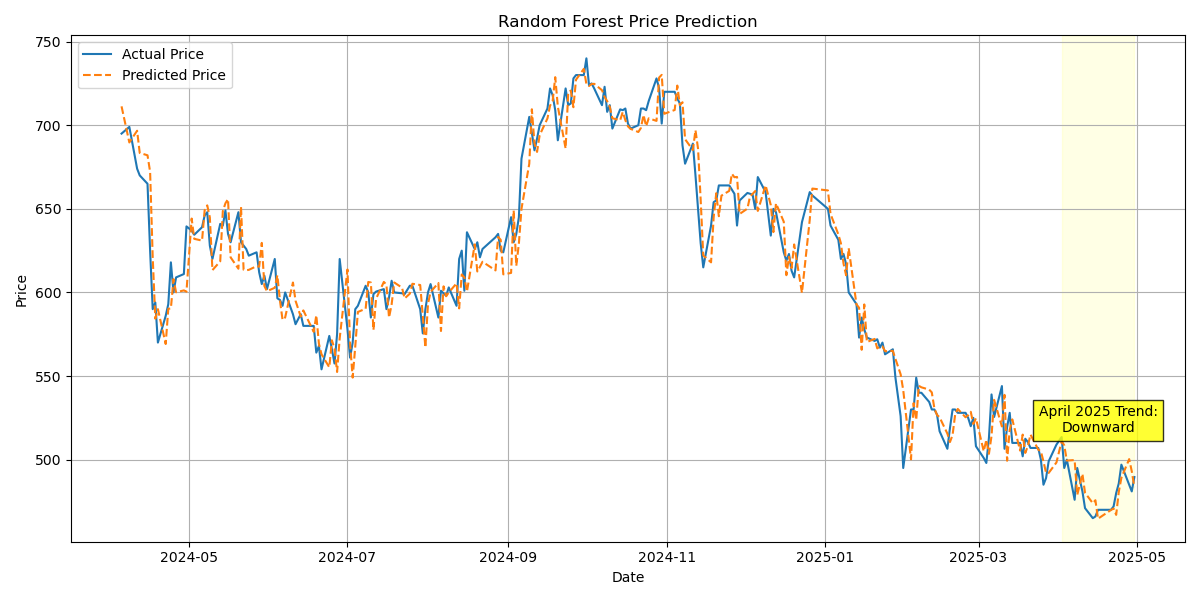 Random Forest Price Prediction
Actual Price
Predicted Price
750
700
650
600
550
500
Price
April 2025 Trend:
Downward
2024-05
2024-07
2024-09
2024-11
2025-01
2025-03
2025-05
Date